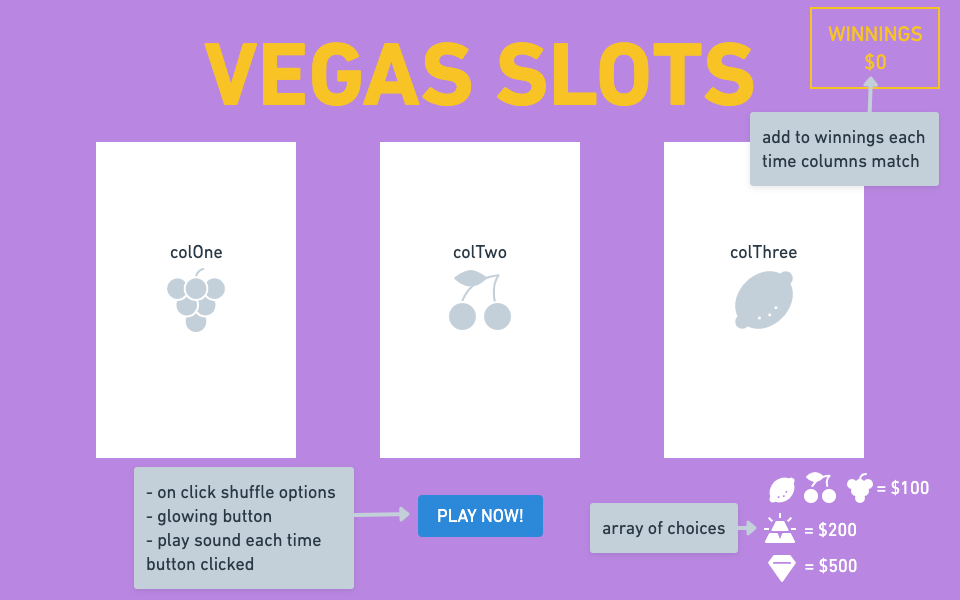 VEGAS SLOTS
WINNINGS
$0
add to winnings each
time columns match
colOne
colTwo
colThree
- on click shuffle options
- glowing button
- play sound each time
button clicked
PLAY NOW!
array of choices
= $100
= $200
= $500